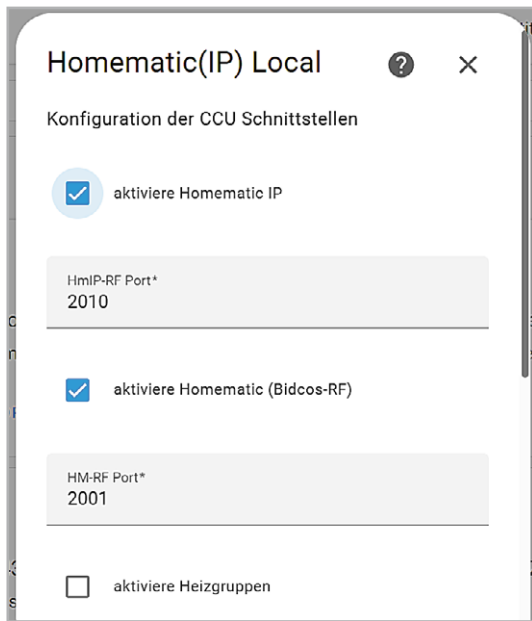 Homematic(IP) Local
Konfiguration der CCU Schnittstellen
aktiviere Homematic IP
HmIP-RF Port*
2010
aktiviere Homematic (Bidcos-RF)
HM-RF Port*
2001
aktiviere Heizgruppen